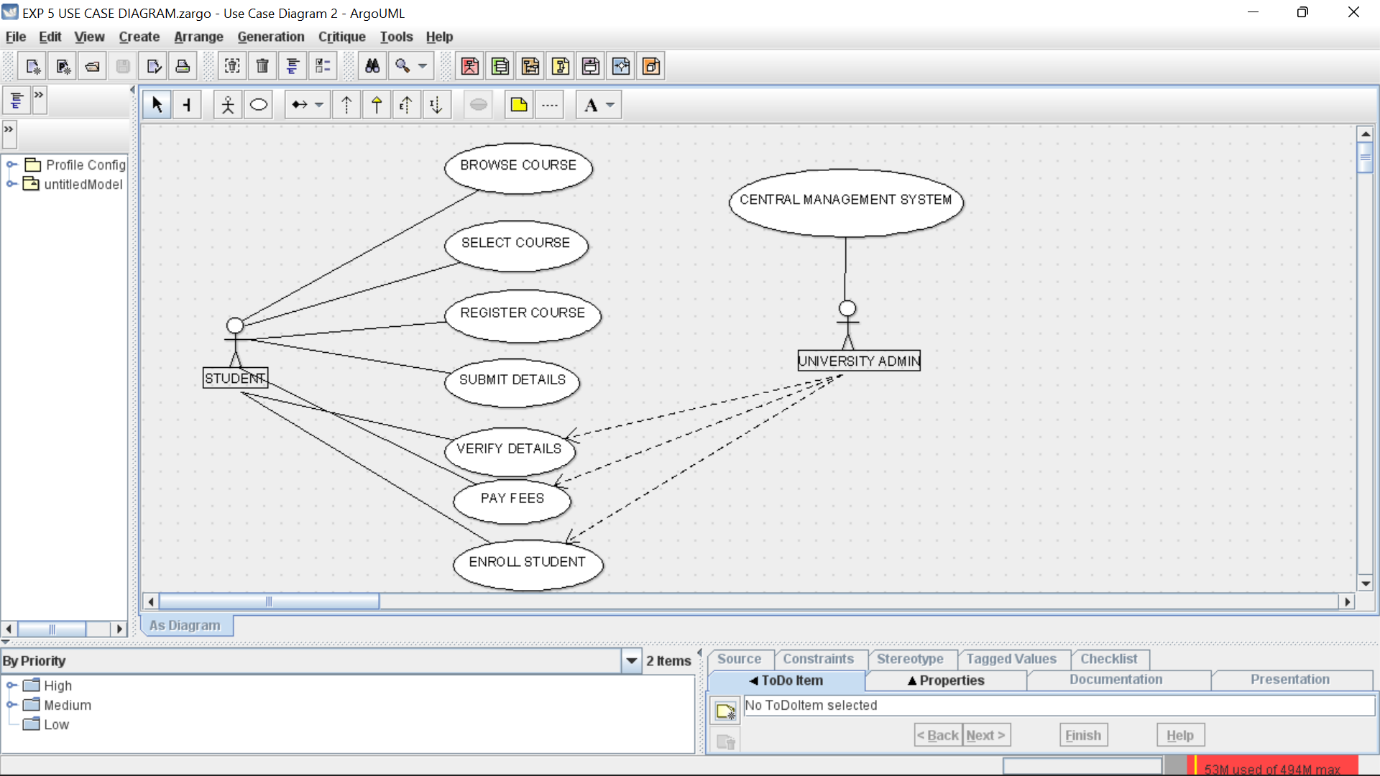 EXP 5 USE CASE DIAGRAM.zargo - Use Case Diagram 2 - ArgoUML
File Edit View Create Arrange Generation Critique Tools Help
»
A
»
Profile Config
untitledModel
BROWSE COURSE
CENTRAL MANAGEMENT SYSTEM
SELECT COURSE
REGISTER COURSE
STUDENT
UNIVERSITY ADMIN
SUBMIT DETAILS
VERIFY DETAILS
PAY FEES
ENROLL STUDENT
As Diagram
By Priority
2 Items
High
Medium
Low
Source Constraints Stereotype Tagged Values Checklist
ToDo Item Properties Documentation Presentation
No ToDoItem selected
< Back Next > Finish Help
53M used of 494M max